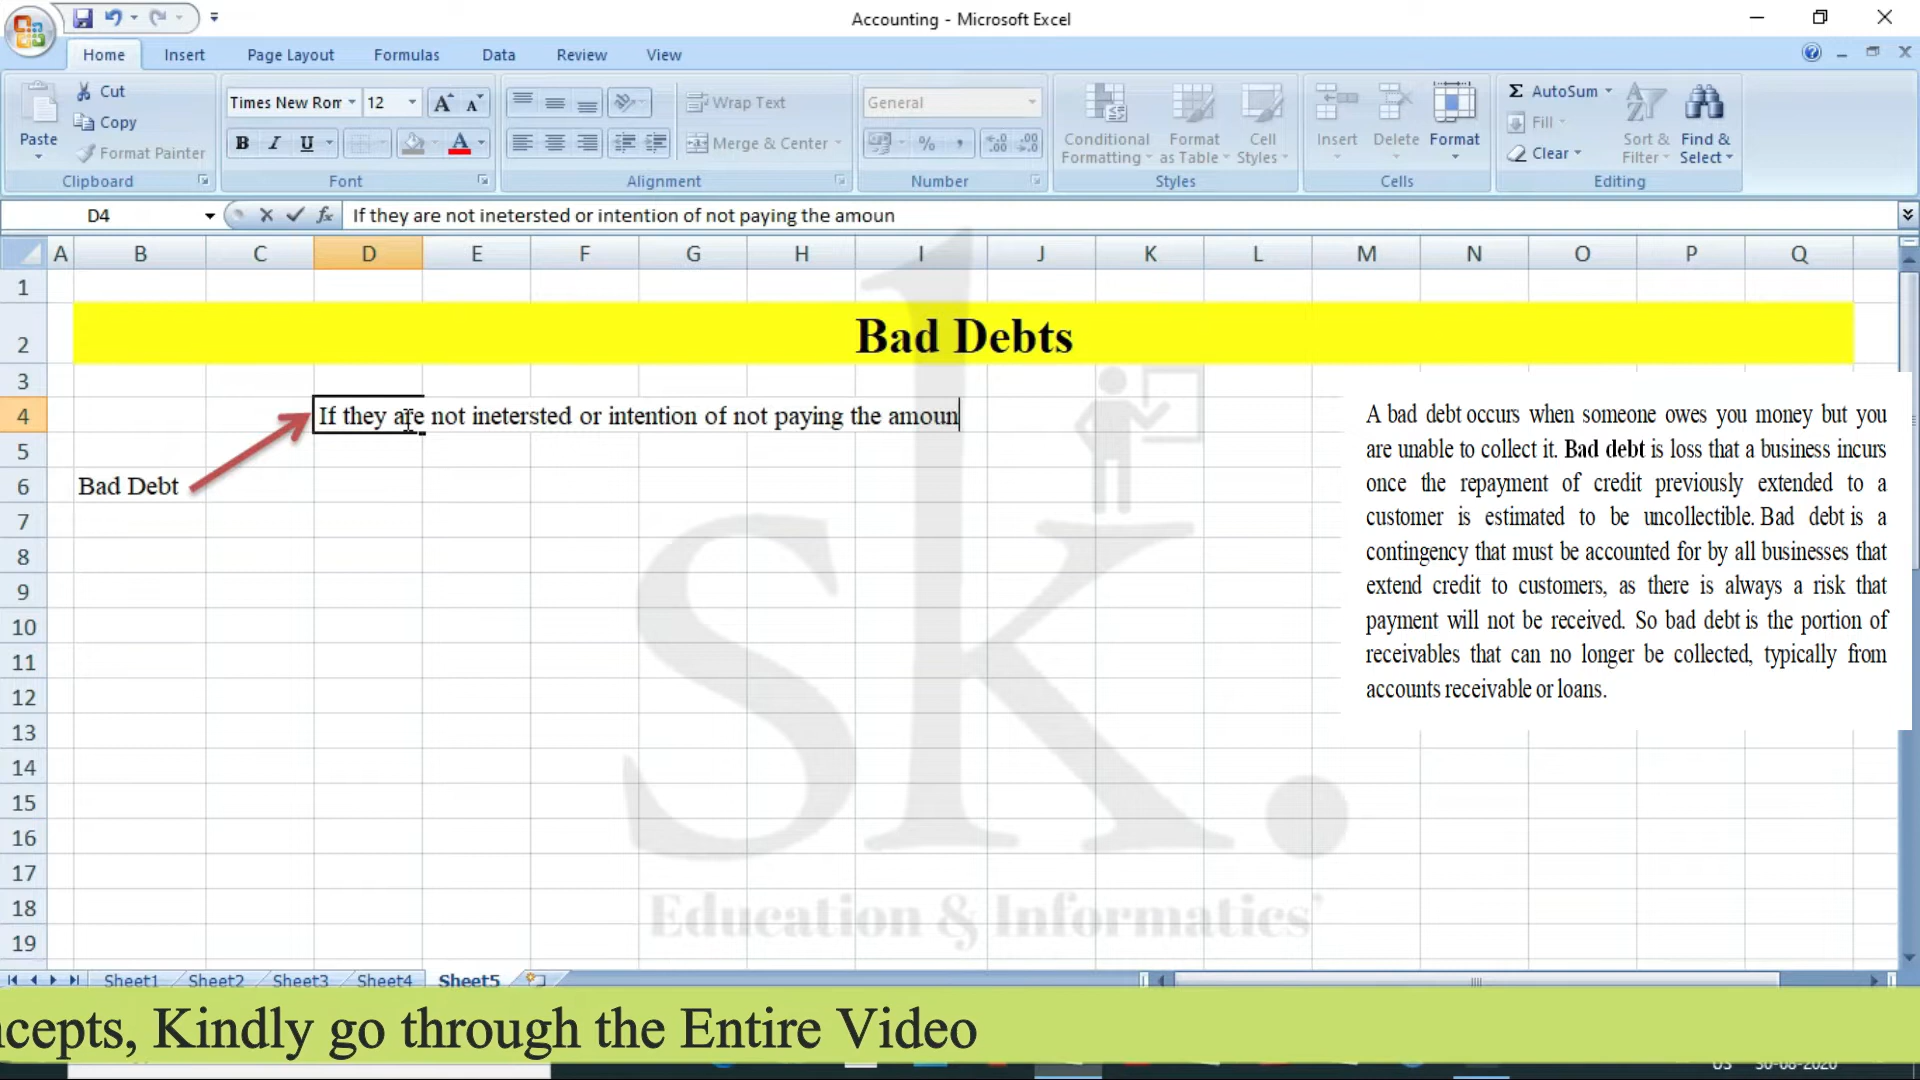 Accounting - Microsoft Excel
Home Insert Page Layout Formulas Data Review View
Paste
Cut
Copy
Format Painter
Clipboard
Times New Ror 12
B I U
Font
Wrap Text
Merge & Center
Alignment
General
Number
Conditional Formatting
Format as Table
Cell Styles
Styles
Insert
Delete
Format
Cells
Σ AutoSum
Fill
Clear
Sort & Filter
Find & Select
Editing
D4 fx If they are not inetersted or intention of not paying the amoun
A B C D E F G H I J K L M N O P Q
1
2 Bad Debts
3
4 If they are not inetersted or intention of not paying the amoun
5
6 Bad Debt
7
8
9
10
11
12
13
14
15
16
17
18
19
A bad debt occurs when someone owes you money but you
are unable to collect it. Bad debt is loss that a business incurs
once the repayment of credit previously extended to a
customer is estimated to be uncollectible. Bad debt is a
contingency that must be accounted for by all businesses that
extend credit to customers, as there is always a risk that
payment will not be received. So bad debt is the portion of
receivables that can no longer be collected, typically from
accounts receivable or loans.
sk.
Education & Informatics'
Sheet1 Sheet2 Sheet3 Sheet4 Sheet5
ncepts, Kindly go through the Entire Video
US 30-08-2020